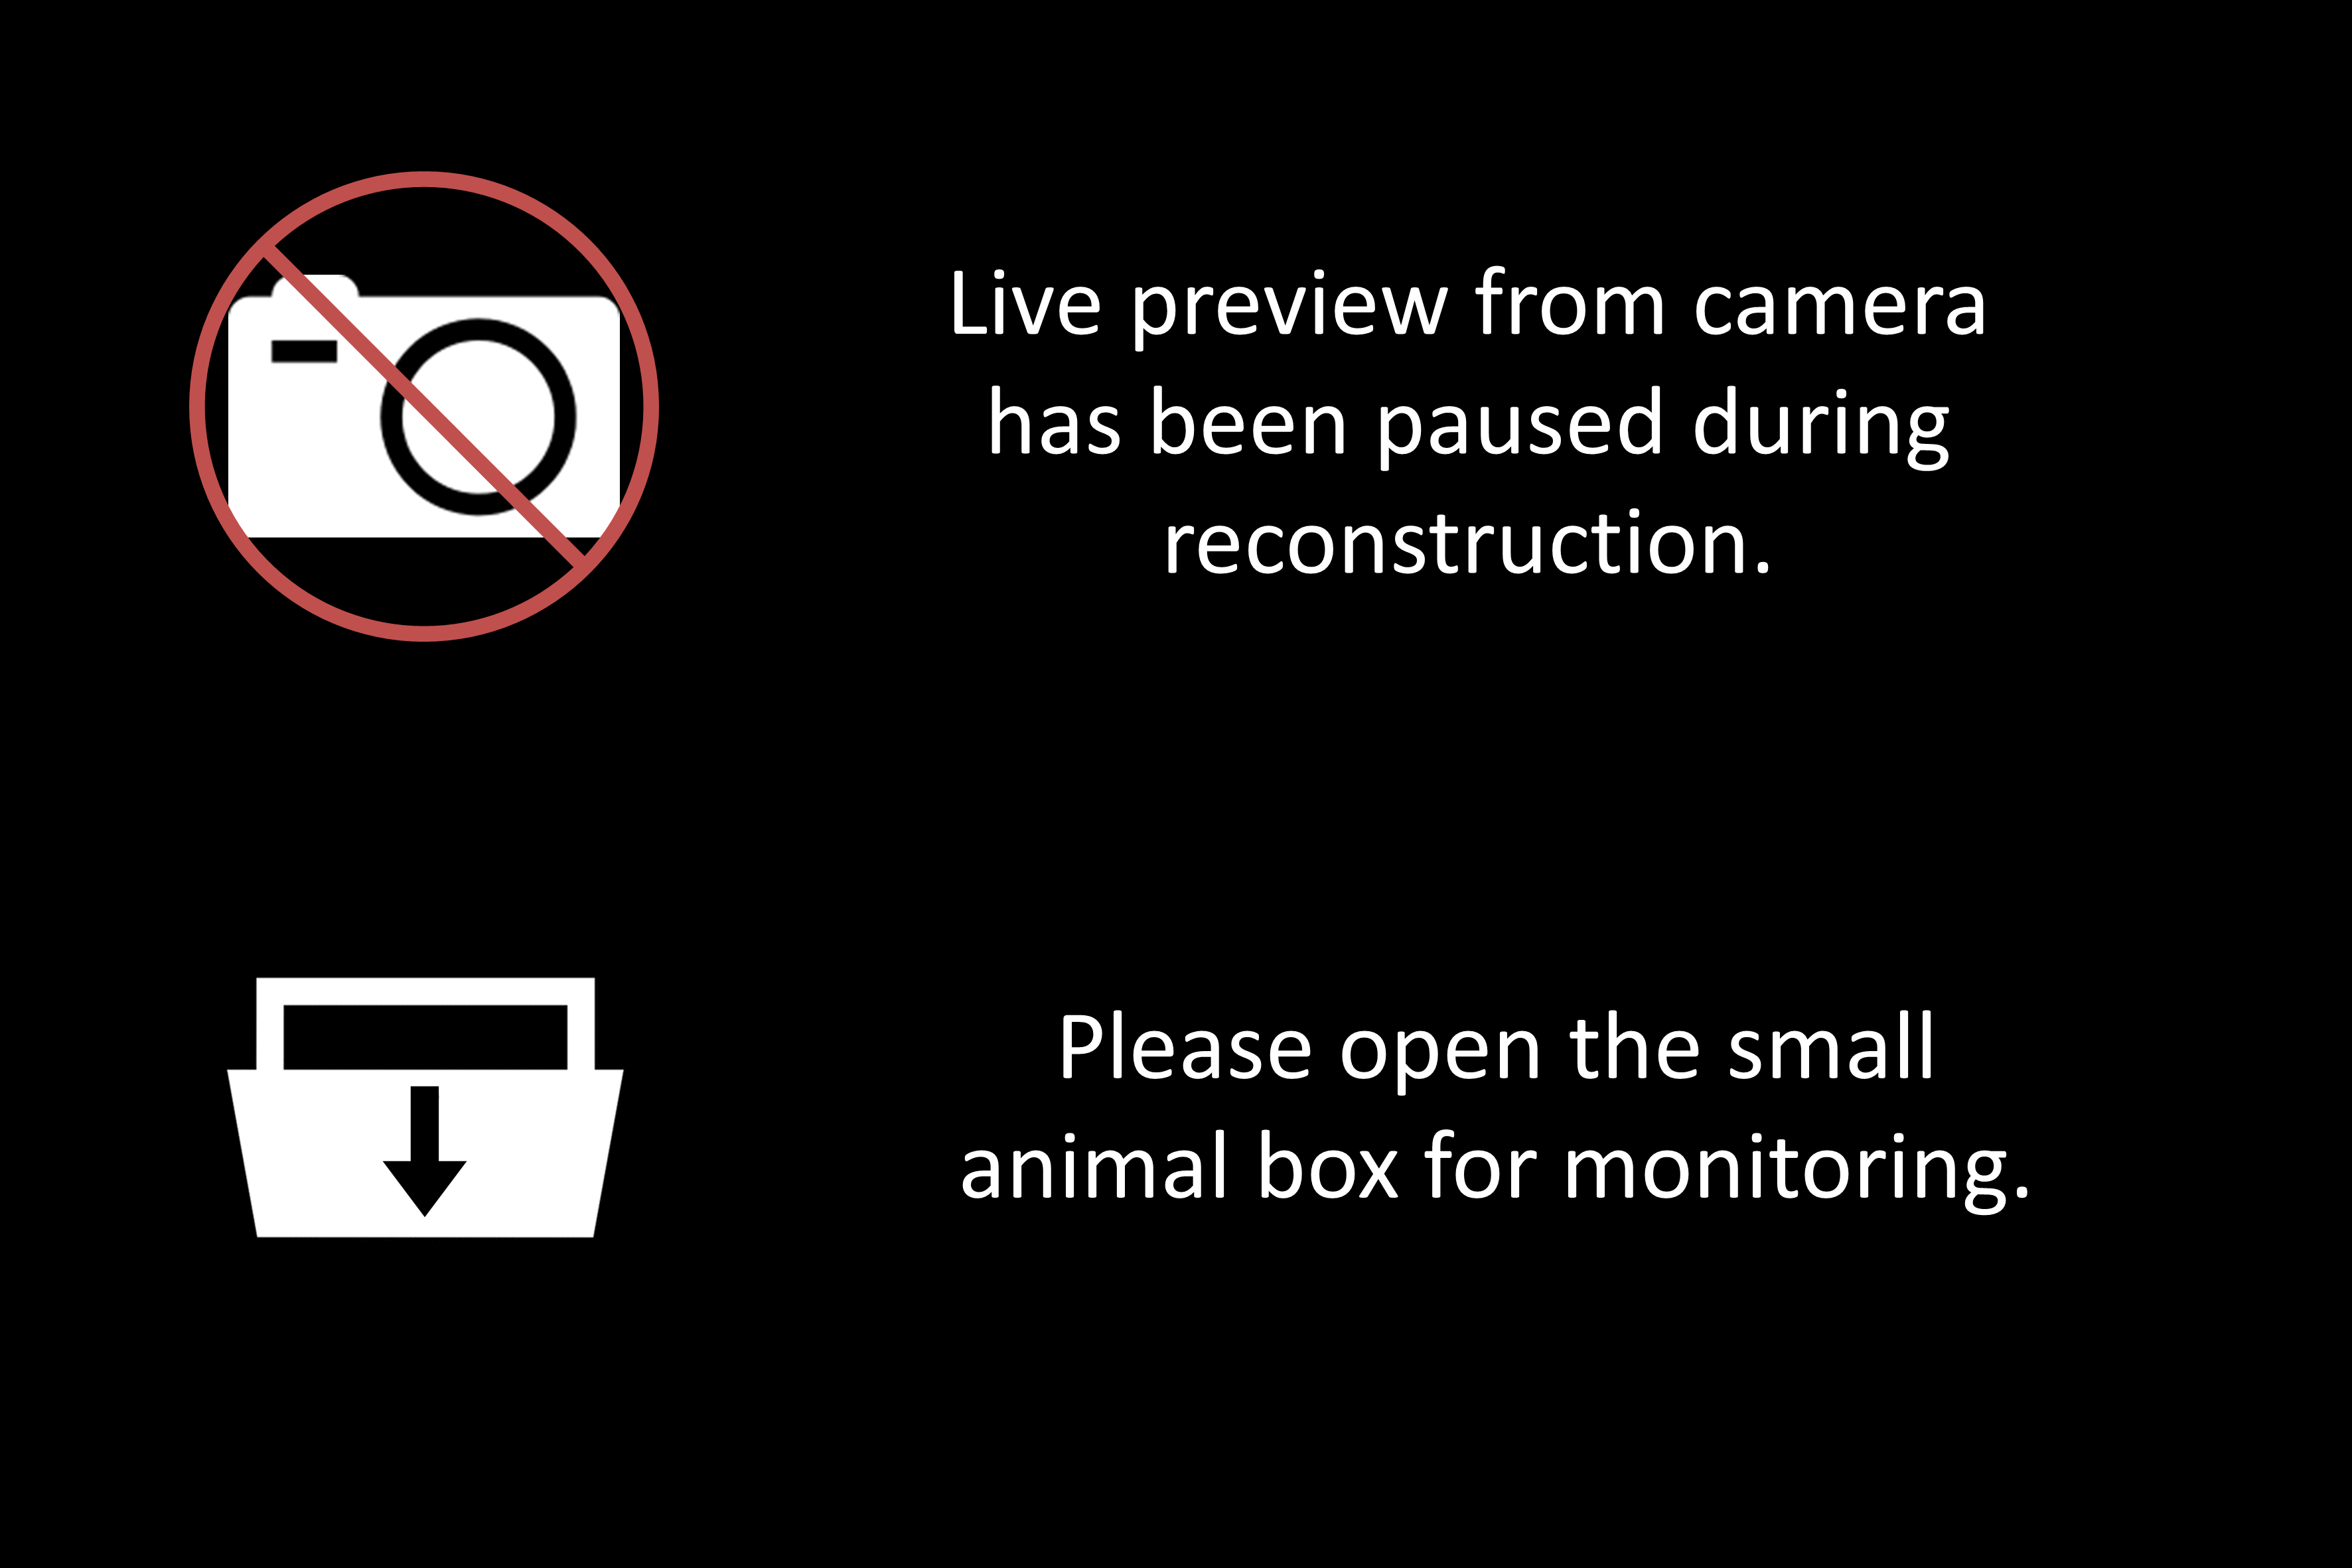 Live preview from camera
has been paused during
reconstruction.
Please open the small
animal box for monitoring.